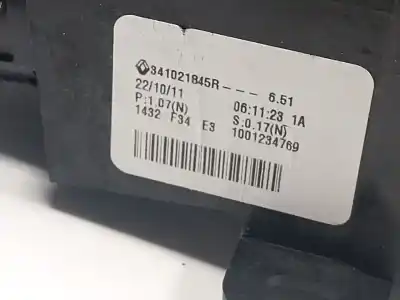 341021845R--- 6.51
22/10/11 06:11:23 1A
P:1.07(N) S:0.17(N)
1432 F34 E3 1001234769